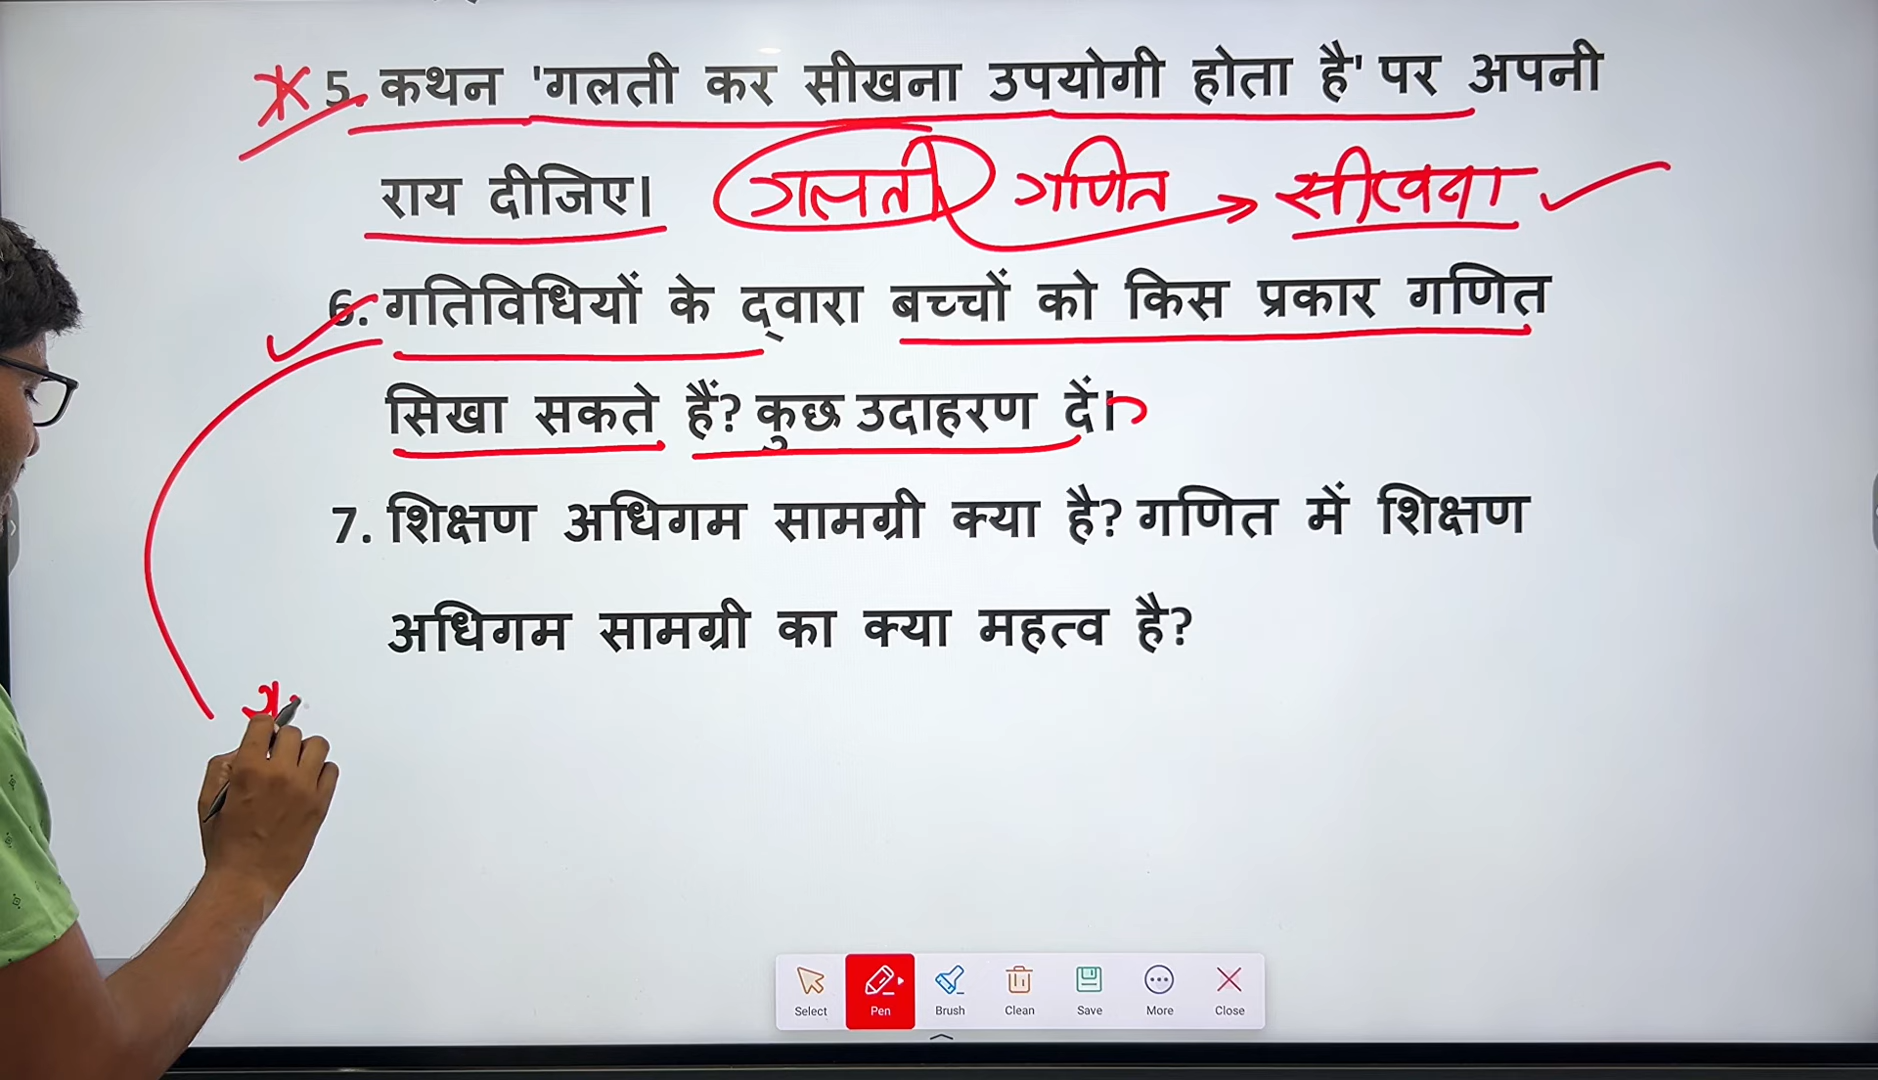 5. कथन 'गलती कर सीखना उपयोगी होता है' पर अपनी
राय दीजिए। गलती गणित → सीखना
6. गतिविधियों के द्वारा बच्चों को किस प्रकार गणित
सिखा सकते हैं? कुछ उदाहरण दें।
7. शिक्षण अधिगम सामग्री क्या है? गणित में शिक्षण
अधिगम सामग्री का क्या महत्व है?
Select Pen Brush Clean Save More Close